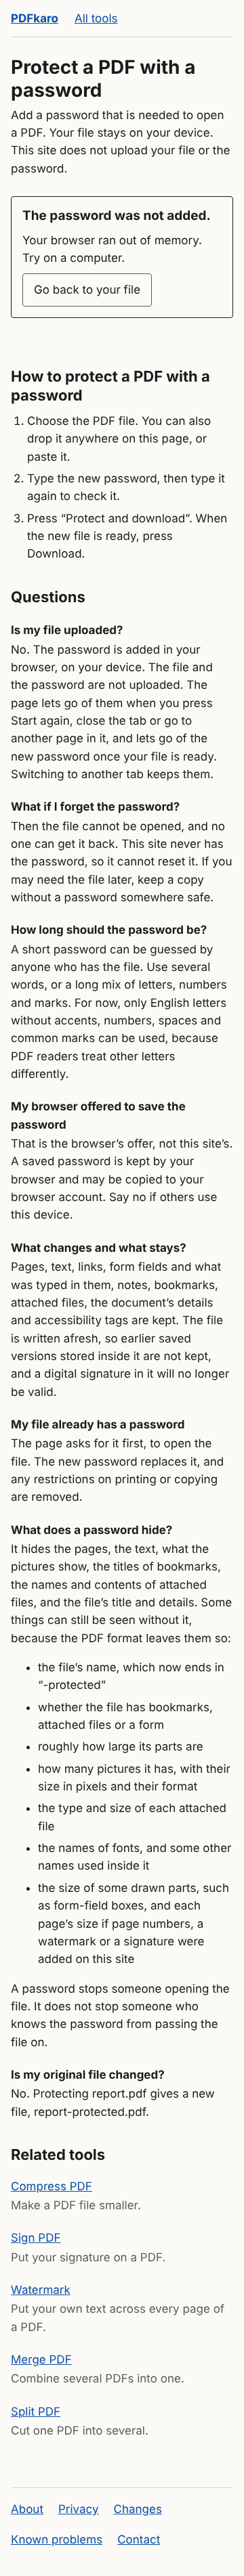 PDFkaro All tools
Protect a PDF with a
password
Add a password that is needed to open
a PDF. Your file stays on your device.
This site does not upload your file or the
password.
The password was not added.
Your browser ran out of memory.
Try on a computer.
Go back to your file
How to protect a PDF with a
password
1. Choose the PDF file. You can also
drop it anywhere on this page, or
paste it.
2. Type the new password, then type it
again to check it.
3. Press “Protect and download”. When
the new file is ready, press
Download.
Questions
Is my file uploaded?
No. The password is added in your
browser, on your device. The file and
the password are not uploaded. The
page lets go of them when you press
Start again, close the tab or go to
another page in it, and lets go of the
new password once your file is ready.
Switching to another tab keeps them.
What if I forget the password?
Then the file cannot be opened, and no
one can get it back. This site never has
the password, so it cannot reset it. If you
may need the file later, keep a copy
without a password somewhere safe.
How long should the password be?
A short password can be guessed by
anyone who has the file. Use several
words, or a long mix of letters, numbers
and marks. For now, only English letters
without accents, numbers, spaces and
common marks can be used, because
PDF readers treat other letters
differently.
My browser offered to save the
password
That is the browser’s offer, not this site’s.
A saved password is kept by your
browser and may be copied to your
browser account. Say no if others use
this device.
What changes and what stays?
Pages, text, links, form fields and what
was typed in them, notes, bookmarks,
attached files, the document’s details
and accessibility tags are kept. The file
is written afresh, so earlier saved
versions stored inside it are not kept,
and a digital signature in it will no longer
be valid.
My file already has a password
The page asks for it first, to open the
file. The new password replaces it, and
any restrictions on printing or copying
are removed.
What does a password hide?
It hides the pages, the text, what the
pictures show, the titles of bookmarks,
the names and contents of attached
files, and the file’s title and details. Some
things can still be seen without it,
because the PDF format leaves them so:
• the file’s name, which now ends in
“-protected”
• whether the file has bookmarks,
attached files or a form
• roughly how large its parts are
• how many pictures it has, with their
size in pixels and their format
• the type and size of each attached
file
• the names of fonts, and some other
names used inside it
• the size of some drawn parts, such
as form-field boxes, and each
page’s size if page numbers, a
watermark or a signature were
added on this site
A password stops someone opening the
file. It does not stop someone who
knows the password from passing the
file on.
Is my original file changed?
No. Protecting report.pdf gives a new
file, report-protected.pdf.
Related tools
Compress PDF
Make a PDF file smaller.
Sign PDF
Put your signature on a PDF.
Watermark
Put your own text across every page of
a PDF.
Merge PDF
Combine several PDFs into one.
Split PDF
Cut one PDF into several.
About Privacy Changes
Known problems Contact